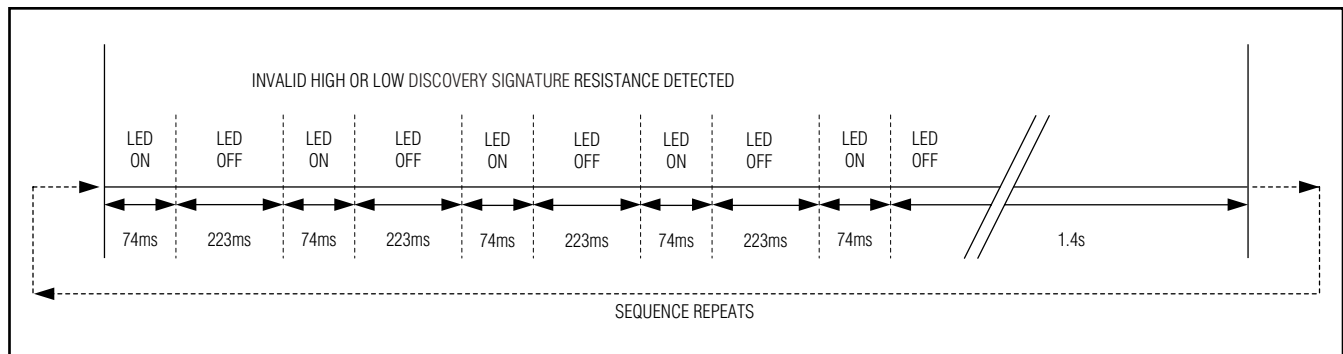 INVALID HIGH OR LOW DISCOVERY SIGNATURE RESISTANCE DETECTED
LED ON
LED OFF
LED ON
LED OFF
LED ON
LED OFF
LED ON
LED OFF
LED ON
LED OFF
74ms
223ms
74ms
223ms
74ms
223ms
74ms
223ms
74ms
1.4s
SEQUENCE REPEATS